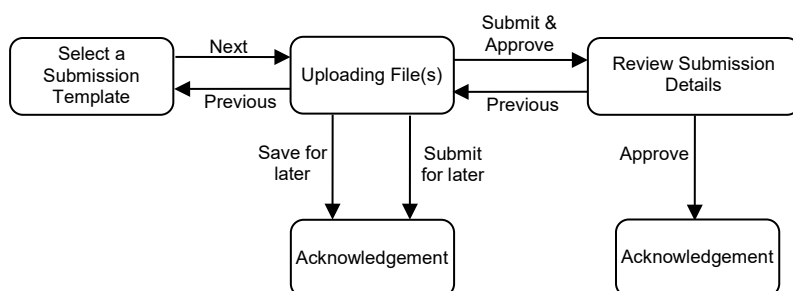 Select a
Submission
Template
Next
Previous
Uploading File(s)
Submit &
Approve
Previous
Review Submission
Details
Save for
later
Submit
for later
Approve
Acknowledgement
Acknowledgement